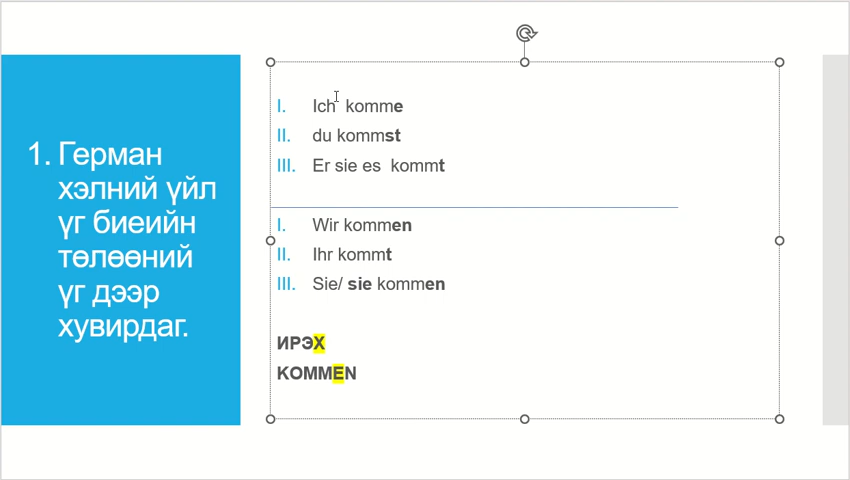 1. Герман
хэлний үйл
үг биеийн
төлөөний
үг дээр
хувирдаг.
I. Ich komme
II. du kommst
III. Er sie es kommt
I. Wir kommen
II. Ihr kommt
III. Sie/ sie kommen
ИРЭХ
KOMMEN